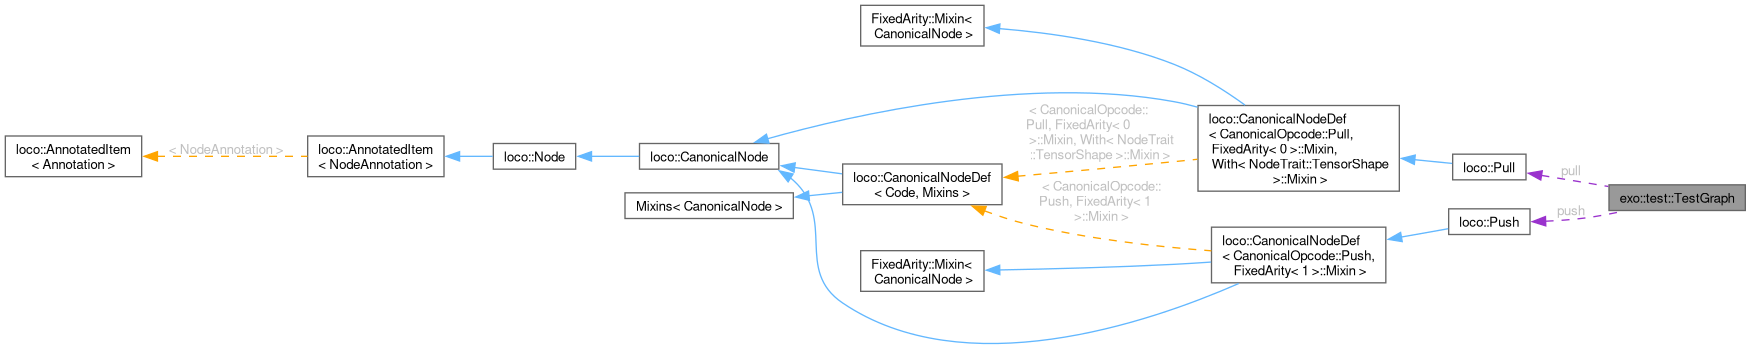 FixedArity::Mixin<
CanonicalNode >
loco::AnnotatedItem
< Annotation >
< NodeAnnotation >
loco::AnnotatedItem
< NodeAnnotation >
loco::Node
loco::CanonicalNode
Mixins< CanonicalNode >
loco::CanonicalNodeDef
< Code, Mixins >
< CanonicalOpcode::
Pull, FixedArity< 0
>::Mixin, With< NodeTrait
::TensorShape >::Mixin >
< CanonicalOpcode::
Push, FixedArity< 1
>::Mixin >
FixedArity::Mixin<
CanonicalNode >
loco::CanonicalNodeDef
< CanonicalOpcode::Pull,
FixedArity< 0 >::Mixin,
With< NodeTrait::TensorShape
>::Mixin >
loco::CanonicalNodeDef
< CanonicalOpcode::Push,
FixedArity< 1 >::Mixin >
loco::Pull
loco::Push
pull
push
exo::test::TestGraph